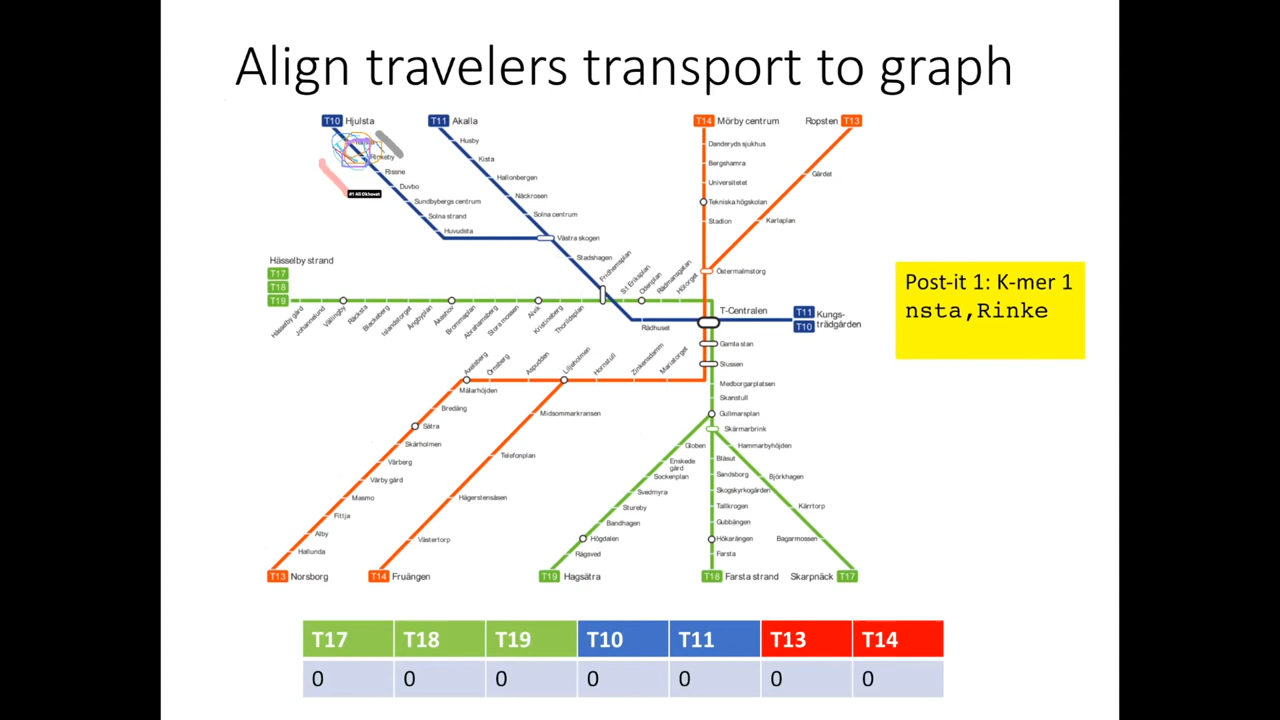 Align travelers transport to graph
T10 Hjulsta
Rinkeby
Rissne
Duvbo
Sundbybergs centrum
Solna strand
Huvudsta
T11 Akalla
Husby
Kista
Hallonbergen
Näckrosen
Solna centrum
Västra skogen
Stadshagen
Fridhemsplan
T14 Mörby centrum
Danderyds sjukhus
Bergshamra
Universitetet
Tekniska högskolan
Stadion
Ropsten T13
Gärdet
Karlaplan
Östermalmstorg
Hässelby strand
T17
T18
T19
Hässelby gård
Johannelund
Vällingby
Råcksta
Blackeberg
Islandstorget
Ängbyplan
Åkeshov
Brommaplan
Abrahamsberg
Stora mossen
Alvik
Kristineberg
Thorildsplan
S:t Eriksplan
Odenplan
Rådmansgatan
Hötorget
T-Centralen
Rådhuset
T11 Kungs-
T10 trädgården
Gamla stan
Slussen
Medborgarplatsen
Skanstull
Gullmarsplan
Skärmarbrink
Axelsberg
Örnsberg
Aspudden
Liljeholmen
Hornstull
Zinkensdamm
Mariatorget
Mälarhöjden
Bredäng
Sätra
Skärholmen
Vårberg
Vårby gård
Masmo
Fittja
Alby
Hallunda
T13 Norsborg
Midsommarkransen
Telefonplan
Hägerstensåsen
Västertorp
T14 Fruängen
Globen
Enskede
gård
Sockenplan
Svedmyra
Stureby
Bandhagen
Högdalen
Rågsved
T19 Hagsätra
Blåsut
Sandsborg
Skogskyrkogården
Tallkrogen
Gubbängen
Hökarängen
Farsta
T18 Farsta strand
Hammarbyhöjden
Björkhagen
Kärrtorp
Bagarmossen
Skarpnäck T17
Post-it 1: K-mer 1
nsta,Rinke
T17 T18 T19 T10 T11 T13 T14
0 0 0 0 0 0 0